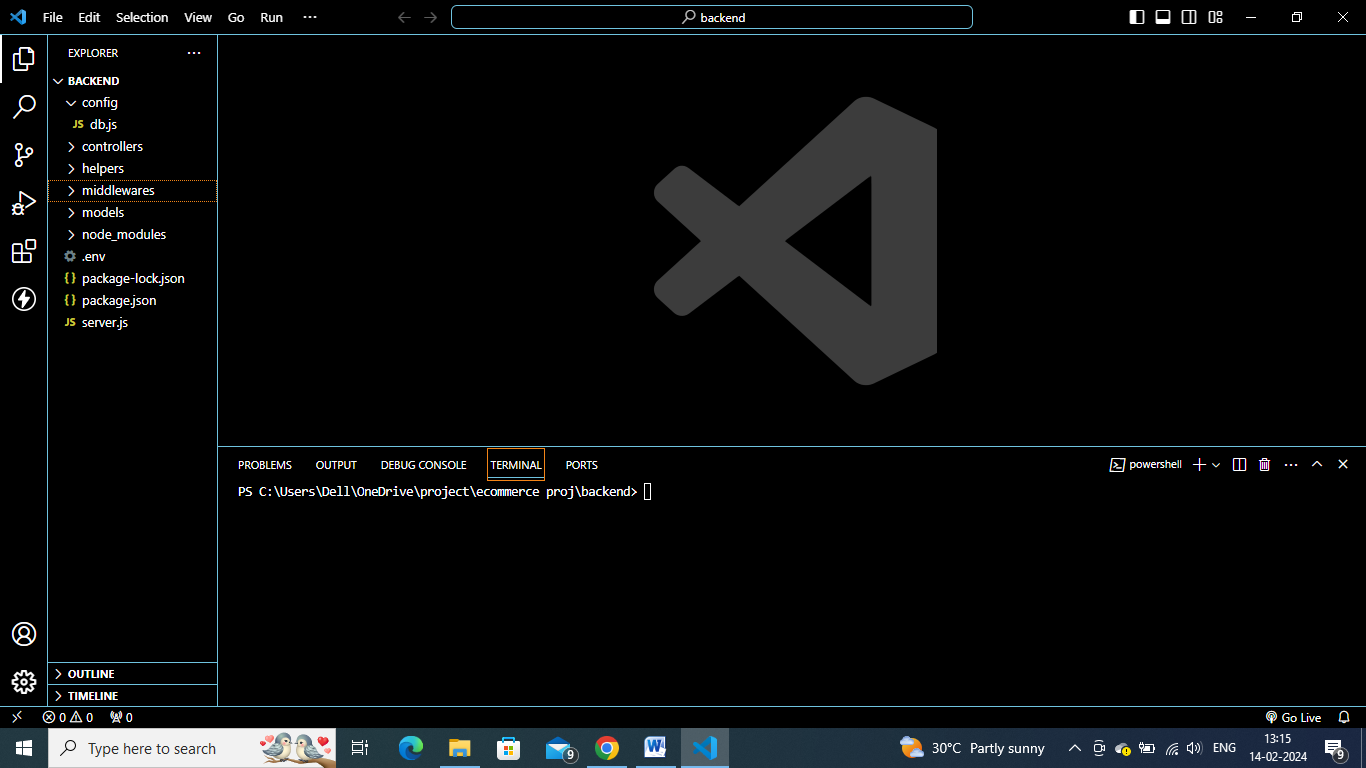 File Edit Selection View Go Run ···
backend
EXPLORER ···
BACKEND
config
JS db.js
controllers
helpers
middlewares
models
node_modules
.env
{} package-lock.json
{} package.json
JS server.js
OUTLINE
TIMELINE
PROBLEMS OUTPUT DEBUG CONSOLE TERMINAL PORTS
powershell
PS C:\Users\Dell\OneDrive\project\ecommerce proj\backend>
0 0 0
Go Live
Type here to search
9
W
30°C Partly sunny
ENG
13:15
14-02-2024
9